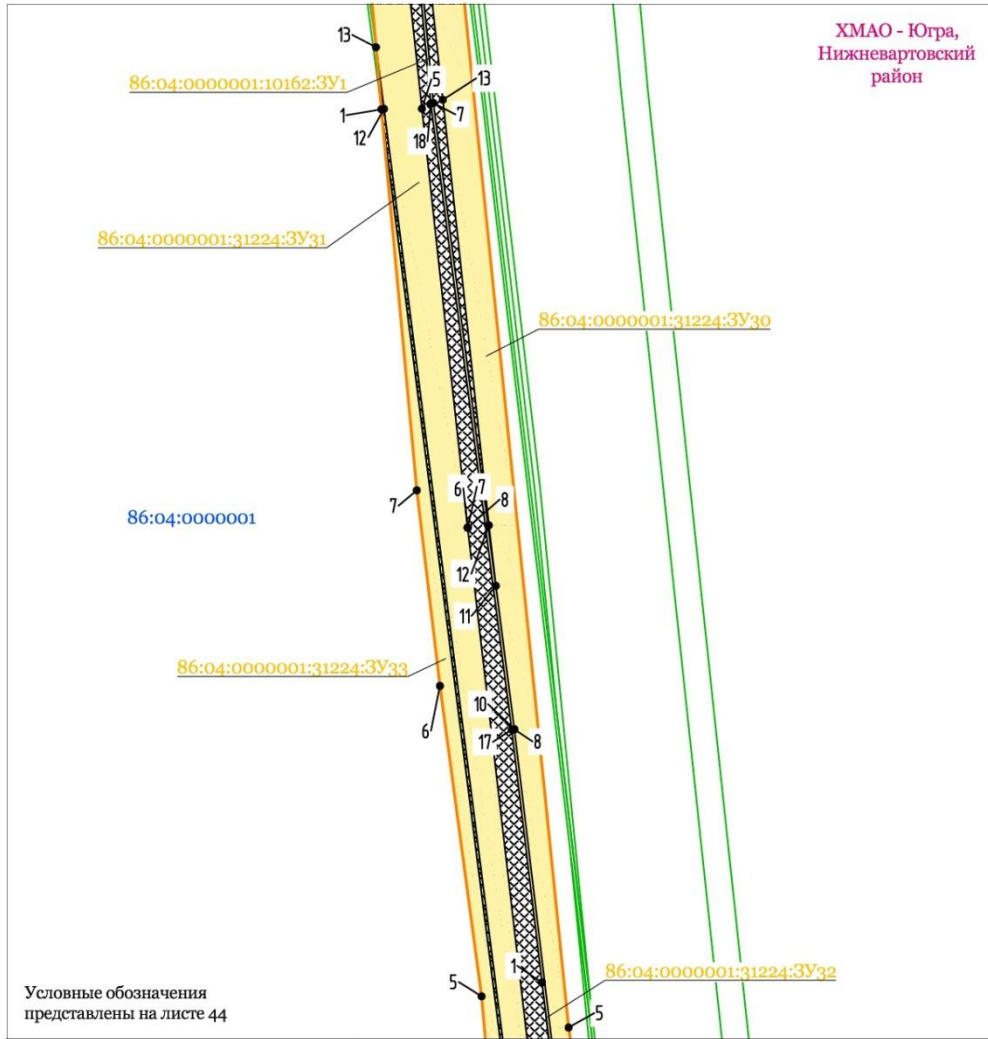 ХМАО - Югра,
Нижневартовский
район
13
86:04:0000001:10162:ЗУ1
5
13
1
12
18
7
86:04:0000001:31224:ЗУ31
86:04:0000001:31224:ЗУ30
7
6
7
8
86:04:0000001
12
11
86:04:0000001:31224:ЗУ33
6
10
17
8
1
86:04:0000001:31224:ЗУ32
5
5
Условные обозначения
представлены на листе 44